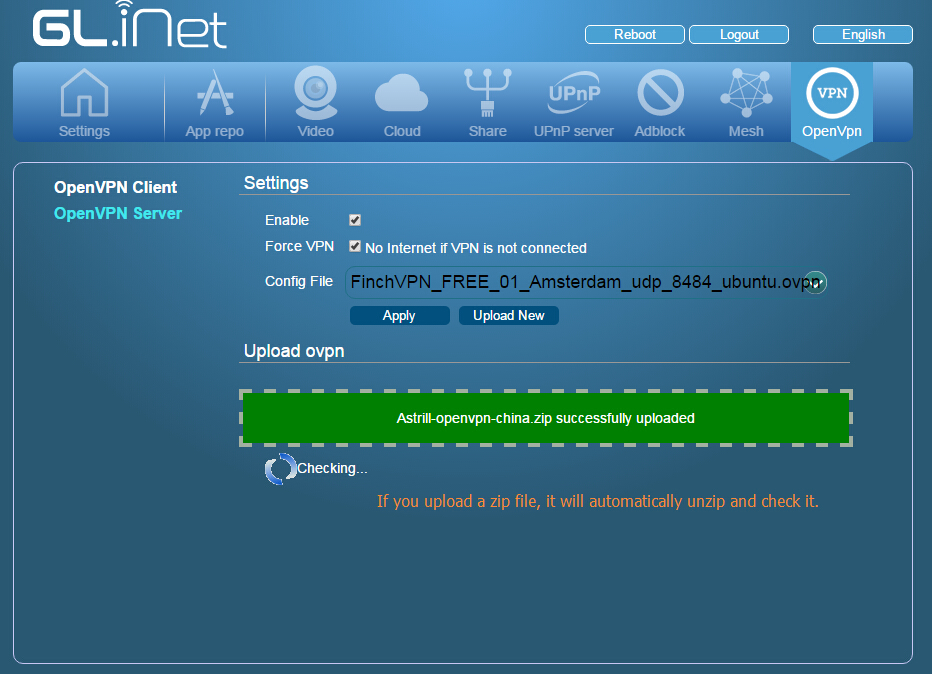 GL.iNet
Reboot Logout English
Settings App repo Video Cloud Share UPnP server Adblock Mesh OpenVpn
UPnP
VPN
OpenVPN Client
OpenVPN Server
Settings
Enable
Force VPN No Internet if VPN is not connected
Config File FinchVPN_FREE_01_Amsterdam_udp_8484_ubuntu.ovpn
Apply Upload New
Upload ovpn
Astrill-openvpn-china.zip successfully uploaded
Checking...
If you upload a zip file, it will automatically unzip and check it.